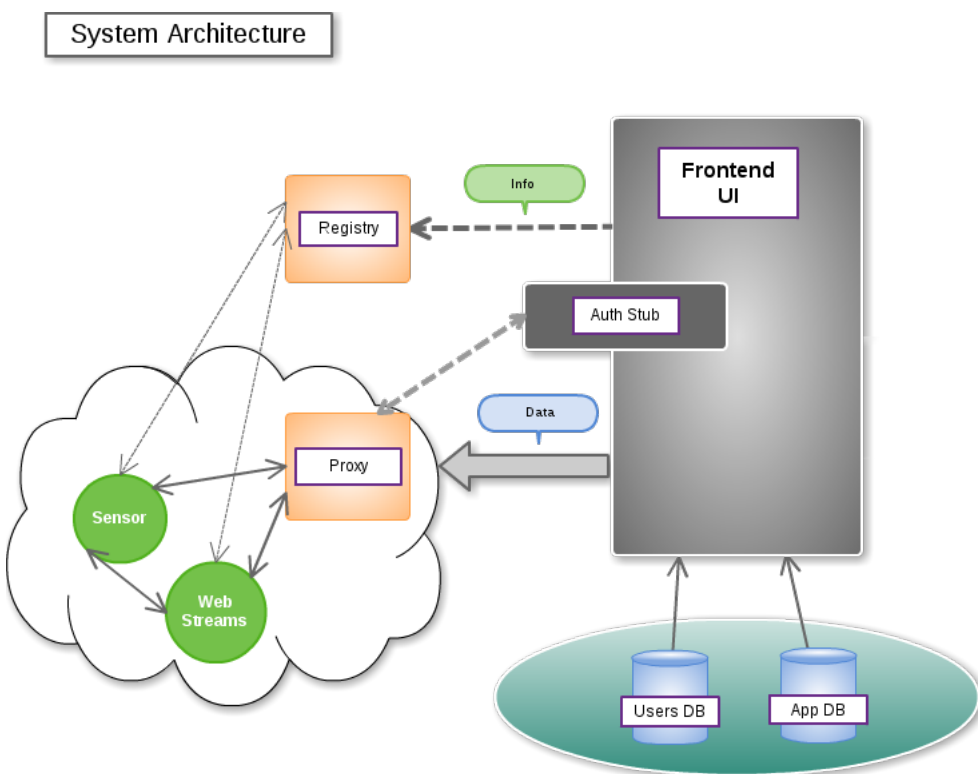 System Architecture
Frontend
UI
Info
Registry
Auth Stub
Data
Proxy
Sensor
Web
Streams
Users DB
App DB